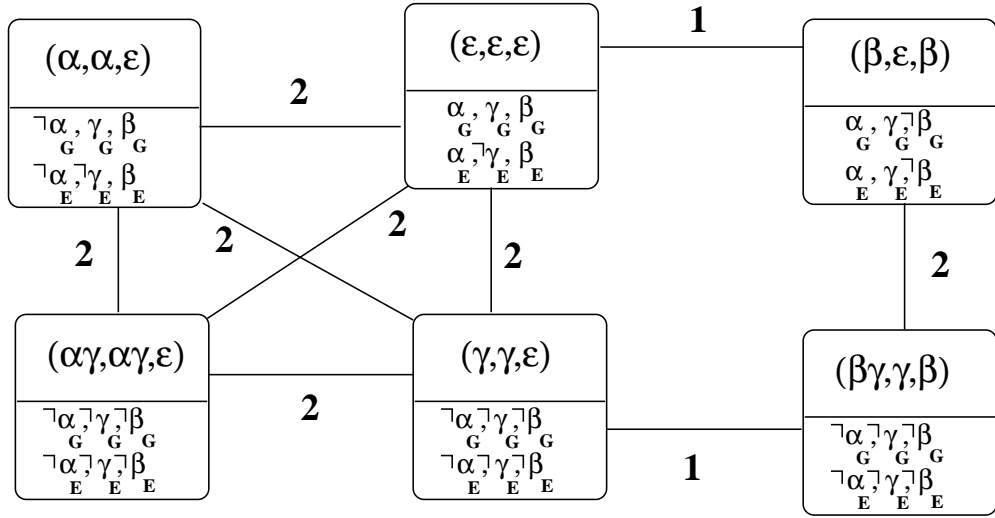 (α,α,ε)
¬α_G, γ_G, β_G
¬α_E, ¬γ_E, β_E
2
(ε,ε,ε)
α_G, γ_G, β_G
α_E, ¬γ_E, β_E
1
(β,ε,β)
α_G, γ_G, ¬β_G
α_E, γ_E, ¬β_E
2
2
2
2
2
(αγ,αγ,ε)
¬α_G, ¬γ_G, ¬β_G
¬α_E, ¬γ_E, ¬β_E
2
(γ,γ,ε)
¬α_G, ¬γ_G, ¬β_G
¬α_E, ¬γ_E, ¬β_E
1
(βγ,γ,β)
¬α_G, ¬γ_G, ¬β_G
¬α_E, ¬γ_E, ¬β_E